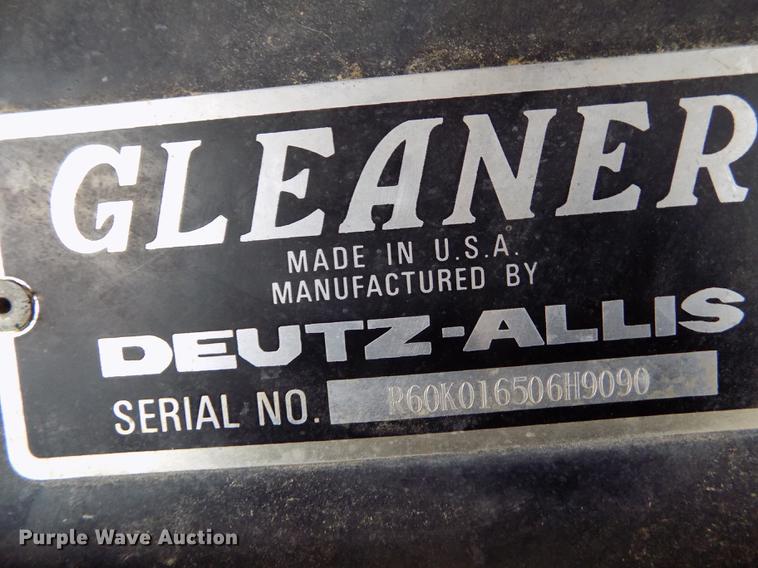 GLEANER
MADE IN U.S.A.
MANUFACTURED BY
DEUTZ-ALLIS
SERIAL NO. R60K016506H9090
Purple Wave Auction